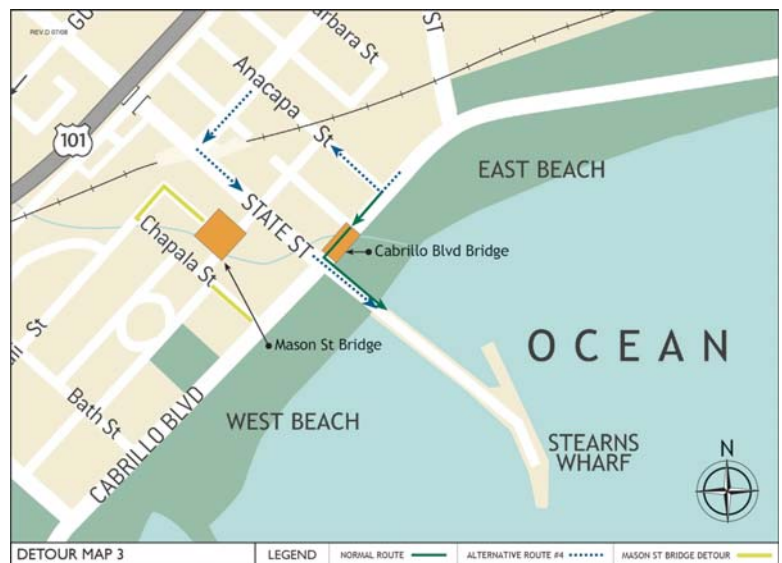 REV.D 07/08
arbara St
ST
Anacapa St
101
EAST BEACH
STATE ST
Chapala St
Cabrillo Blvd Bridge
Mason St Bridge
OCEAN
St
Bath St
CABRILLO BLVD
WEST BEACH
STEARNS
WHARF
N
DETOUR MAP 3
LEGEND
NORMAL ROUTE
ALTERNATIVE ROUTE #4
MASON ST BRIDGE DETOUR